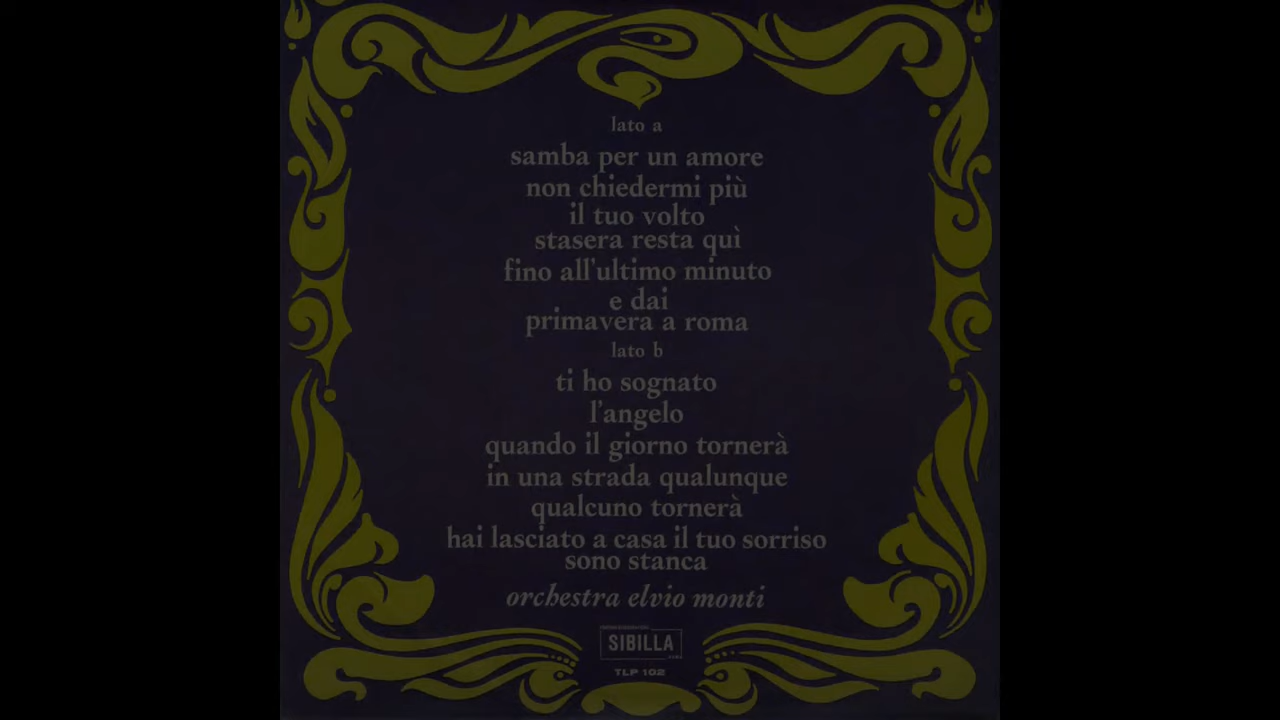 lato a
samba per un amore
non chiedermi più
il tuo volto
stasera resta quì
fino all'ultimo minuto
e dai
primavera a roma
lato b
ti ho sognato
l'angelo
quando il giorno tornerà
in una strada qualunque
qualcuno tornerà
hai lasciato a casa il tuo sorriso
sono stanca
orchestra elvio monti
SIBILLA
TLP 102